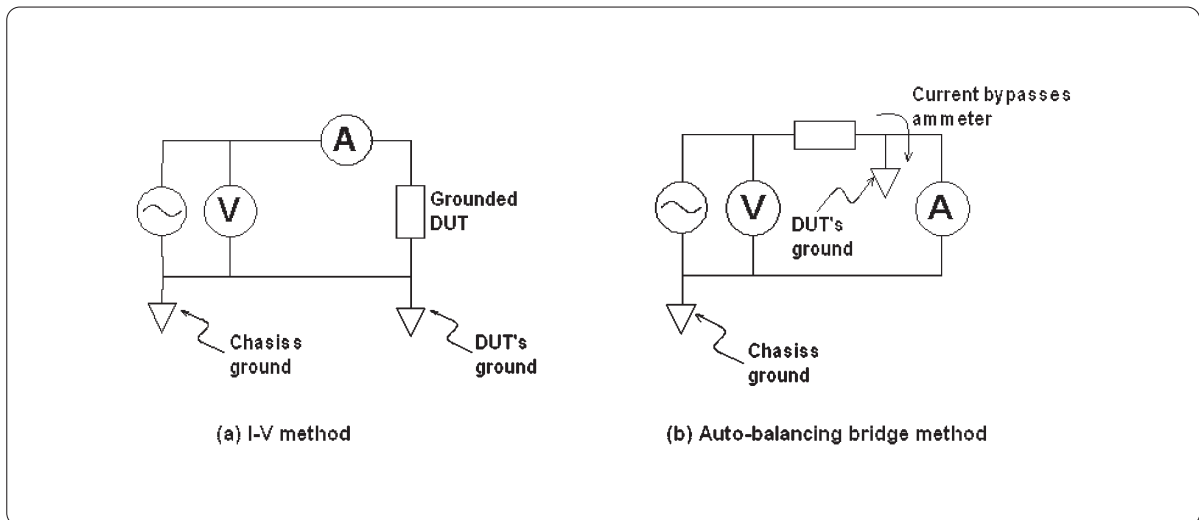 A
V
Grounded
DUT
Chasiss
ground
DUT's
ground
(a) I-V method
Current bypasses
ammeter
V
A
DUT's
ground
Chasiss
ground
(b) Auto-balancing bridge method